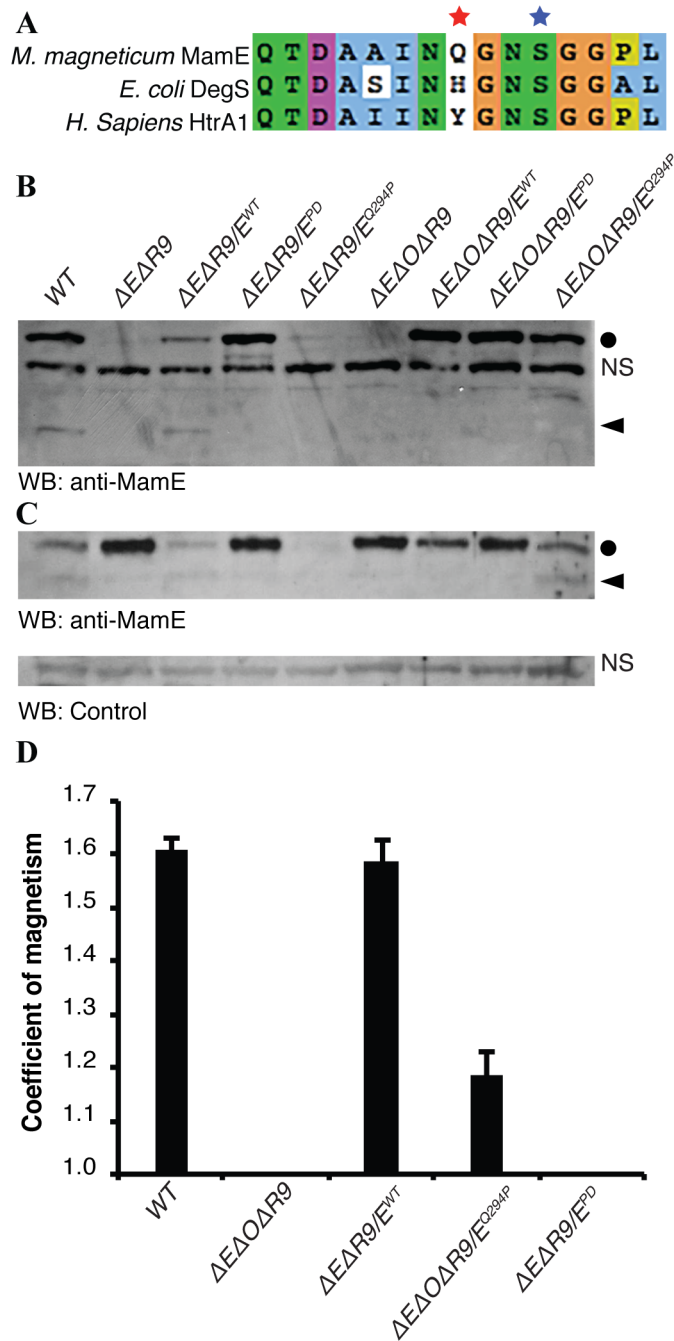 A
M. magneticum MamE Q T D A A I N Q G N S G G P L
E. coli DegS Q T D A S I N H G N S G G A L
H. Sapiens HtrA1 Q T D A I I N Y G N S G G P L
B
WT ΔEΔR9 ΔEΔR9/E^WT ΔEΔR9/E^PD ΔEΔR9/E^Q294P ΔEΔOΔR9 ΔEΔOΔR9/E^WT ΔEΔOΔR9/E^PD ΔEΔOΔR9/E^Q294P
NS
WB: anti-MamE
C
WB: anti-MamE
NS
WB: Control
D
Coefficient of magnetism
1.7
1.6
1.5
1.4
1.3
1.2
1.1
1.0
WT ΔEΔOΔR9 ΔEΔR9/E^WT ΔEΔOΔR9/E^Q294P ΔEΔR9/E^PD